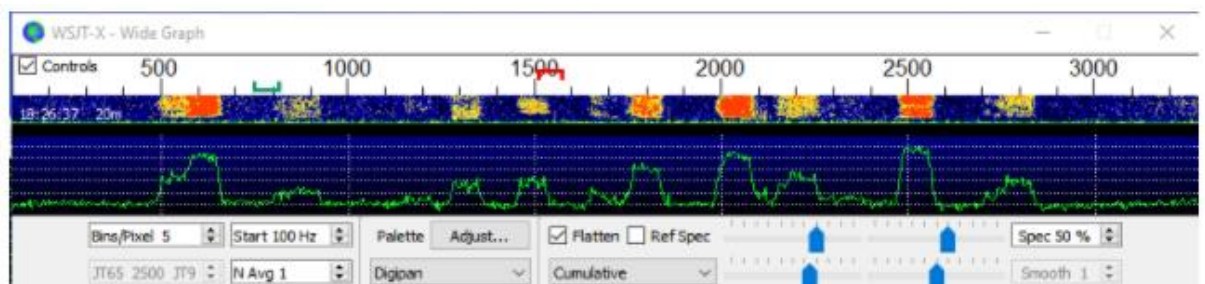 WSJT-X - Wide Graph
Controls 500 1000 1500 2000 2500 3000
18:26:37 20m
Bins/Pixel 5 Start 100 Hz Palette Adjust... Flatten Ref Spec Spec 50 %
JT65 2500 JT9 N Avg 1 Digipan Cumulative Smooth 1